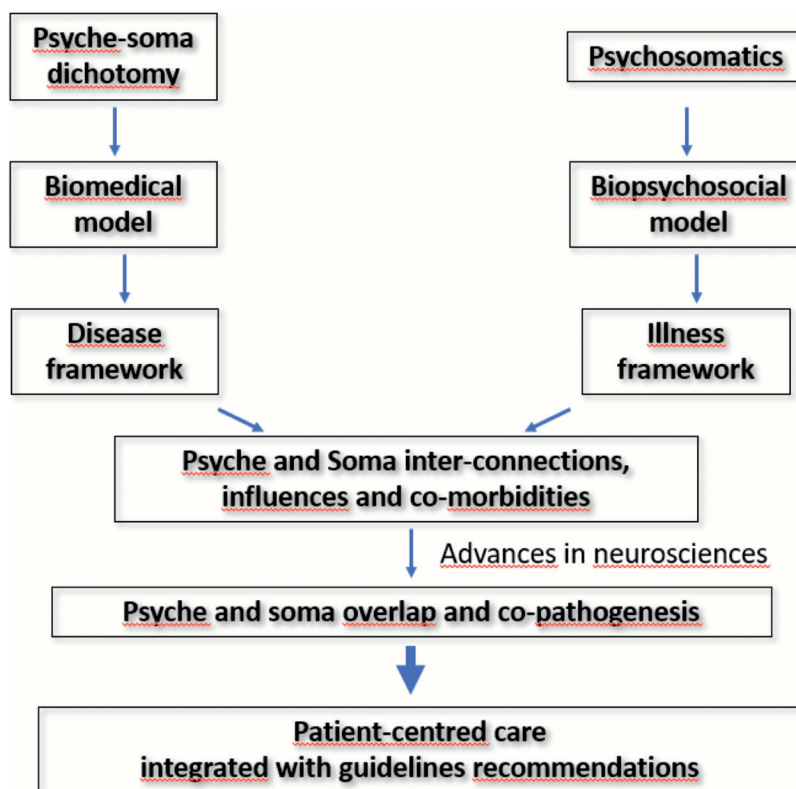 Psyche-soma
dichotomy
Psychosomatics
Biomedical
model
Biopsychosocial
model
Disease
framework
Illness
framework
Psyche and Soma inter-connections,
influences and co-morbidities
Advances in neurosciences
Psyche and soma overlap and co-pathogenesis
Patient-centred care
integrated with guidelines recommendations